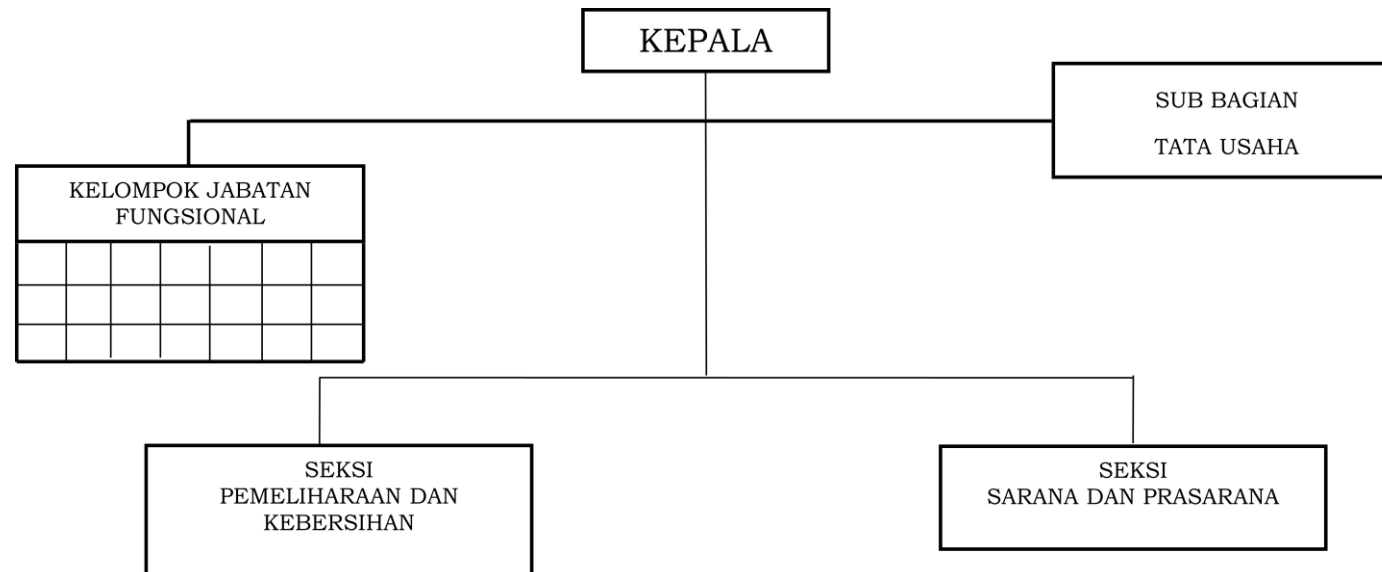 KEPALA
SUB BAGIAN
TATA USAHA
KELOMPOK JABATAN
FUNGSIONAL
SEKSI
PEMELIHARAAN DAN
KEBERSIHAN
SEKSI
SARANA DAN PRASARANA